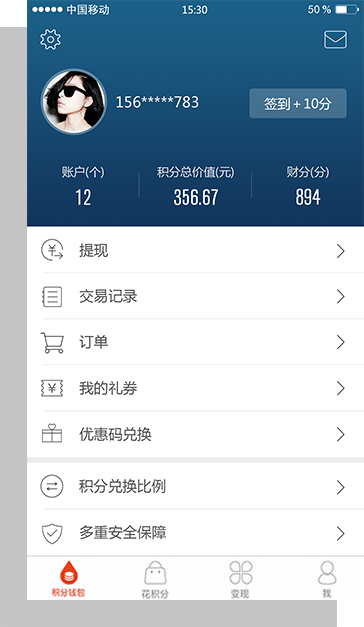 中国移动 15:30 50 %
156*****783 签到 + 10分
账户(个) 积分总价值(元) 财分(分)
12 356.67 894
提现
交易记录
订单
我的礼券
优惠码兑换
积分兑换比例
多重安全保障
积分钱包 花积分 变现 我